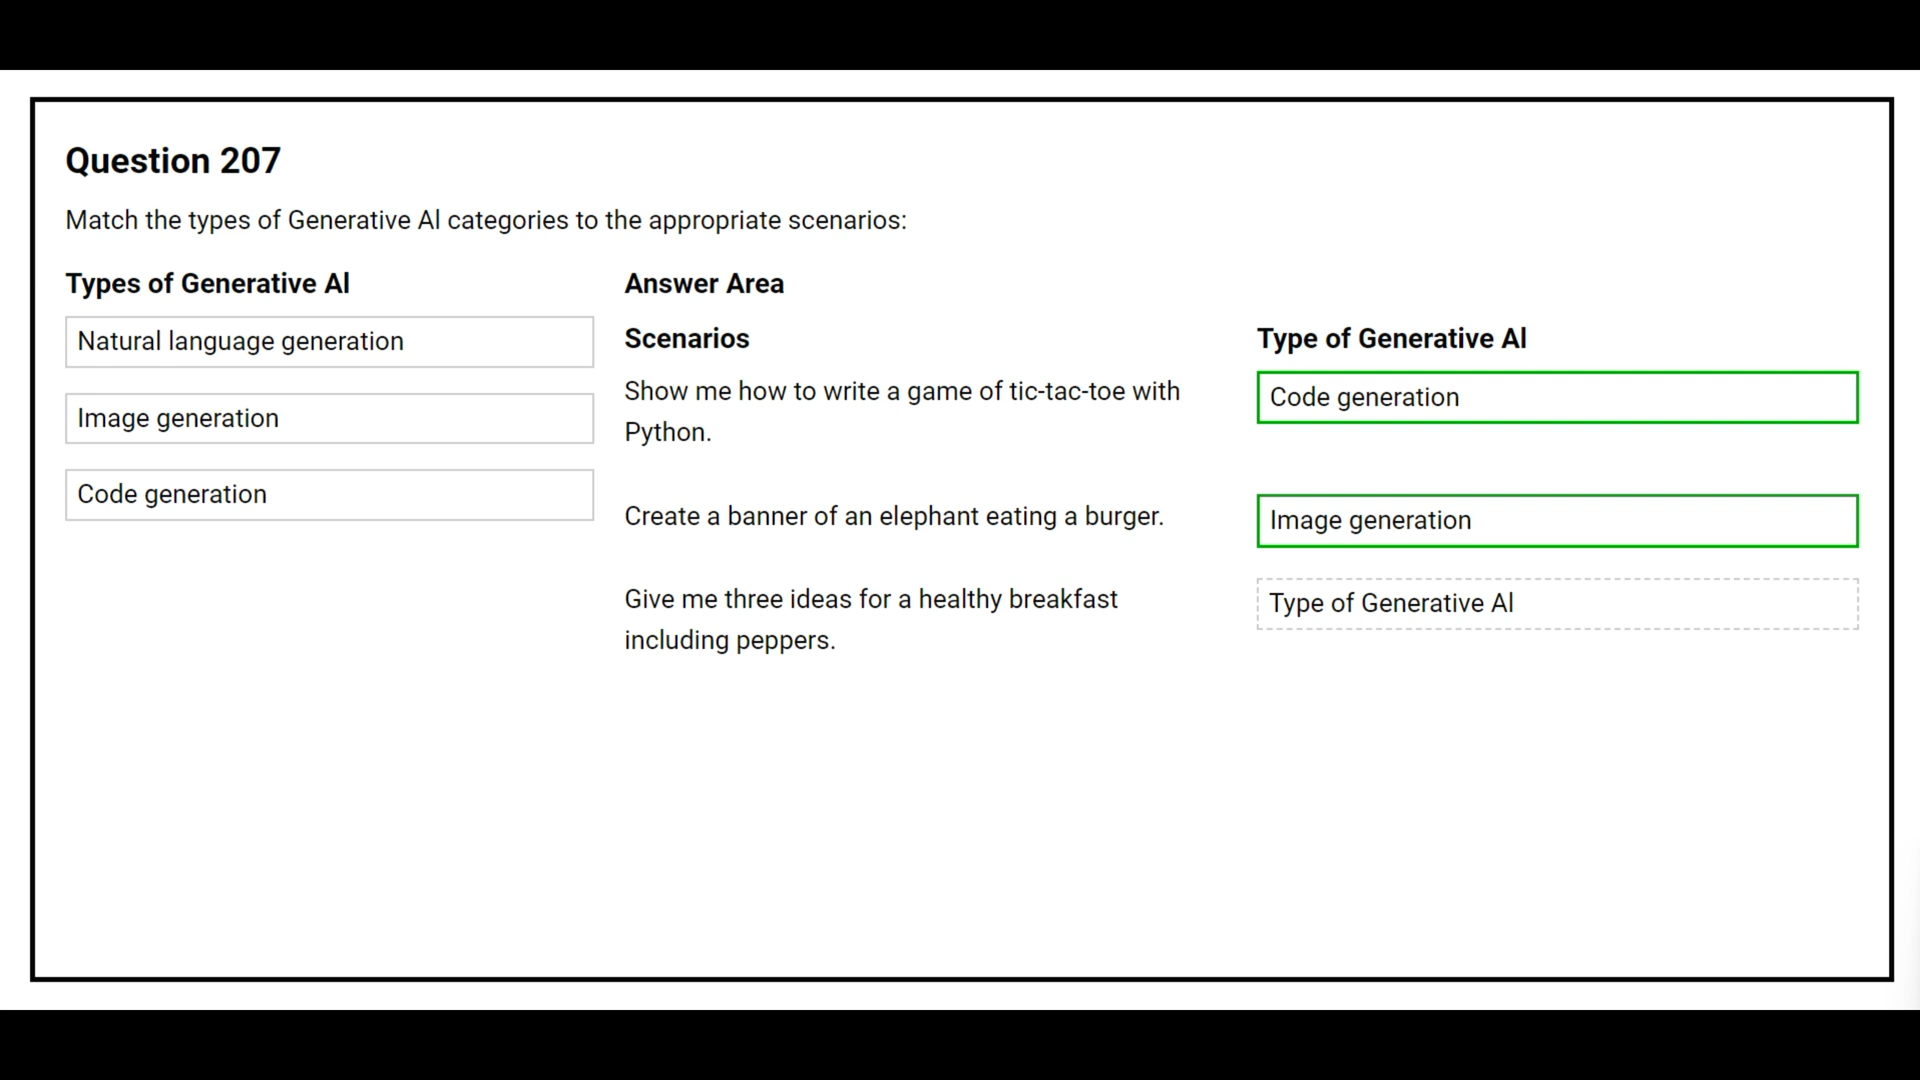 Question 207
Match the types of Generative AI categories to the appropriate scenarios:
Types of Generative AI
Natural language generation
Image generation
Code generation
Answer Area
Scenarios
Show me how to write a game of tic-tac-toe with
Python.
Create a banner of an elephant eating a burger.
Give me three ideas for a healthy breakfast
including peppers.
Type of Generative AI
Code generation
Image generation
Type of Generative AI